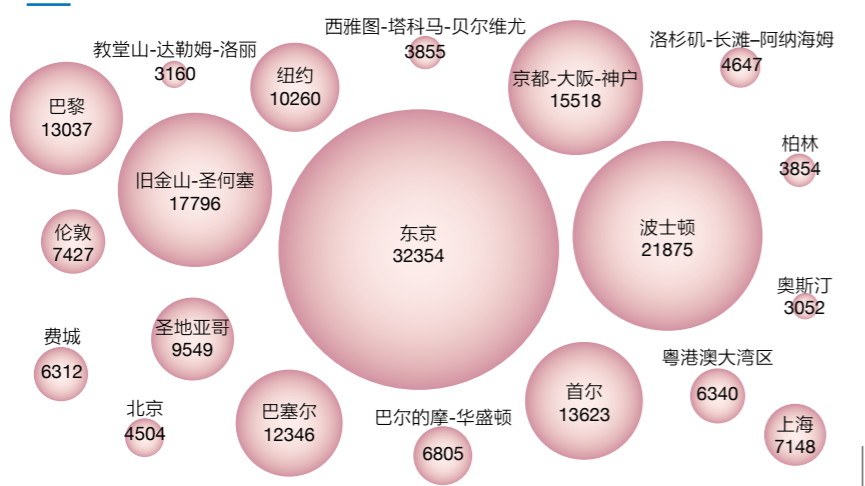 西雅图-塔科马-贝尔维尤
3855
教堂山-达勒姆-洛丽
3160
洛杉矶-长滩–阿纳海姆
4647
纽约
10260
京都-大阪-神户
15518
巴黎
13037
柏林
3854
旧金山-圣何塞
17796
东京
32354
波士顿
21875
伦敦
7427
奥斯汀
3052
圣地亚哥
9549
费城
6312
粤港澳大湾区
6340
首尔
13623
北京
4504
巴塞尔
12346
巴尔的摩-华盛顿
6805
上海
7148